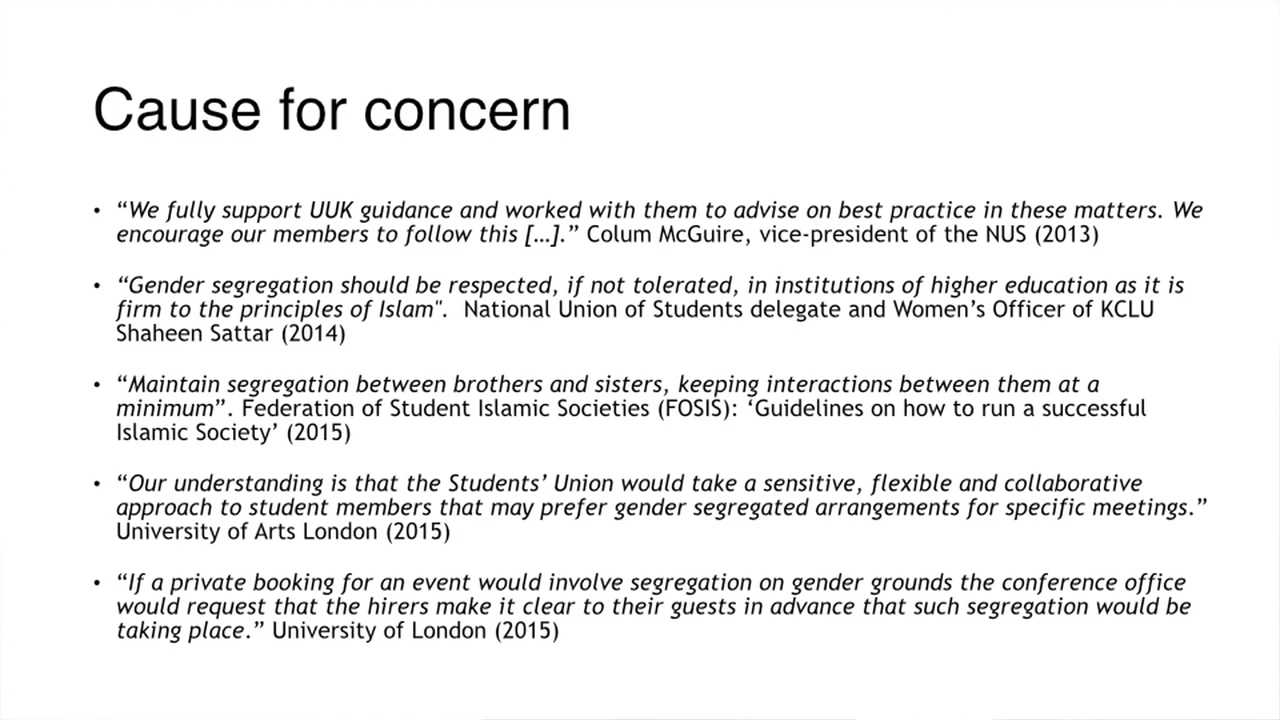 Cause for concern
• “We fully support UUK guidance and worked with them to advise on best practice in these matters. We
encourage our members to follow this […].” Colum McGuire, vice-president of the NUS (2013)
• “Gender segregation should be respected, if not tolerated, in institutions of higher education as it is
firm to the principles of Islam". National Union of Students delegate and Women’s Officer of KCLU
Shaheen Sattar (2014)
• “Maintain segregation between brothers and sisters, keeping interactions between them at a
minimum”. Federation of Student Islamic Societies (FOSIS): ‘Guidelines on how to run a successful
Islamic Society’ (2015)
• “Our understanding is that the Students’ Union would take a sensitive, flexible and collaborative
approach to student members that may prefer gender segregated arrangements for specific meetings.”
University of Arts London (2015)
• “If a private booking for an event would involve segregation on gender grounds the conference office
would request that the hirers make it clear to their guests in advance that such segregation would be
taking place.” University of London (2015)